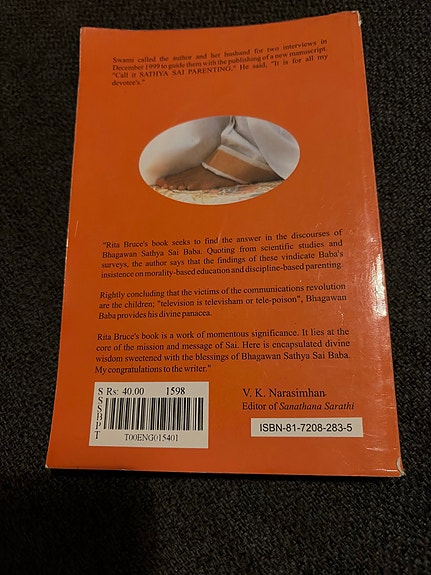 Swami called the author and her husband for two interviews in
December 1999 to guide them with the publishing of a new manuscript.
"Call it SATHYA SAI PARENTING," He said, "It is for all my
devotee's."
"Rita Bruce's book seeks to find the answer in the discourses of
Bhagawan Sathya Sai Baba. Quoting from scientific studies and
surveys, the author says that the findings of these vindicate Baba's
insistence on morality-based education and discipline-based parenting.
Rightly concluding that the victims of the communications revolution
are the children; "television is televisham or tele-poison", Bhagawan
Baba provides his divine panacea.
Rita Bruce's book is a work of momentous significance. It lies at the
core of the mission and message of Sai. Here is encapsulated divine
wisdom sweetened with the blessings of Bhagawan Sathya Sai Baba.
My congratulations to the writer."
V. K. Narasimhan
Editor of Sanathana Sarathi
ISBN-81-7208-283-5
SSSBPT
Rs: 40.00 1598
T00ENG015401